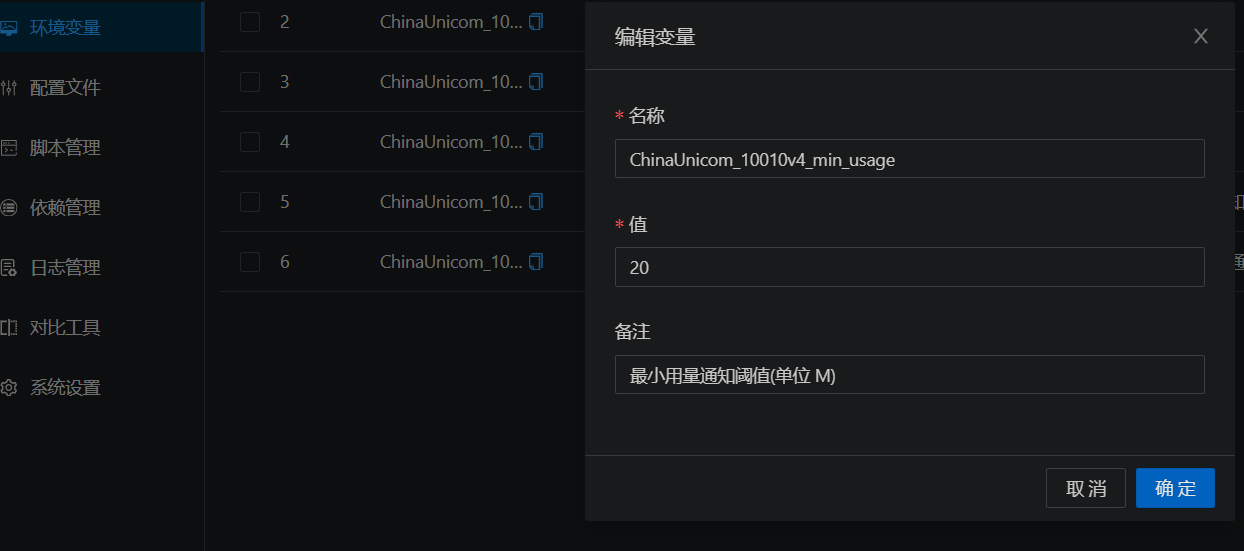 环境变量
配置文件
脚本管理
依赖管理
日志管理
对比工具
系统设置
2 ChinaUnicom_10...
3 ChinaUnicom_10...
4 ChinaUnicom_10...
5 ChinaUnicom_10...
6 ChinaUnicom_10...
编辑变量
* 名称
ChinaUnicom_10010v4_min_usage
* 值
20
备注
最小用量通知阈值(单位 M)
取 消
确 定